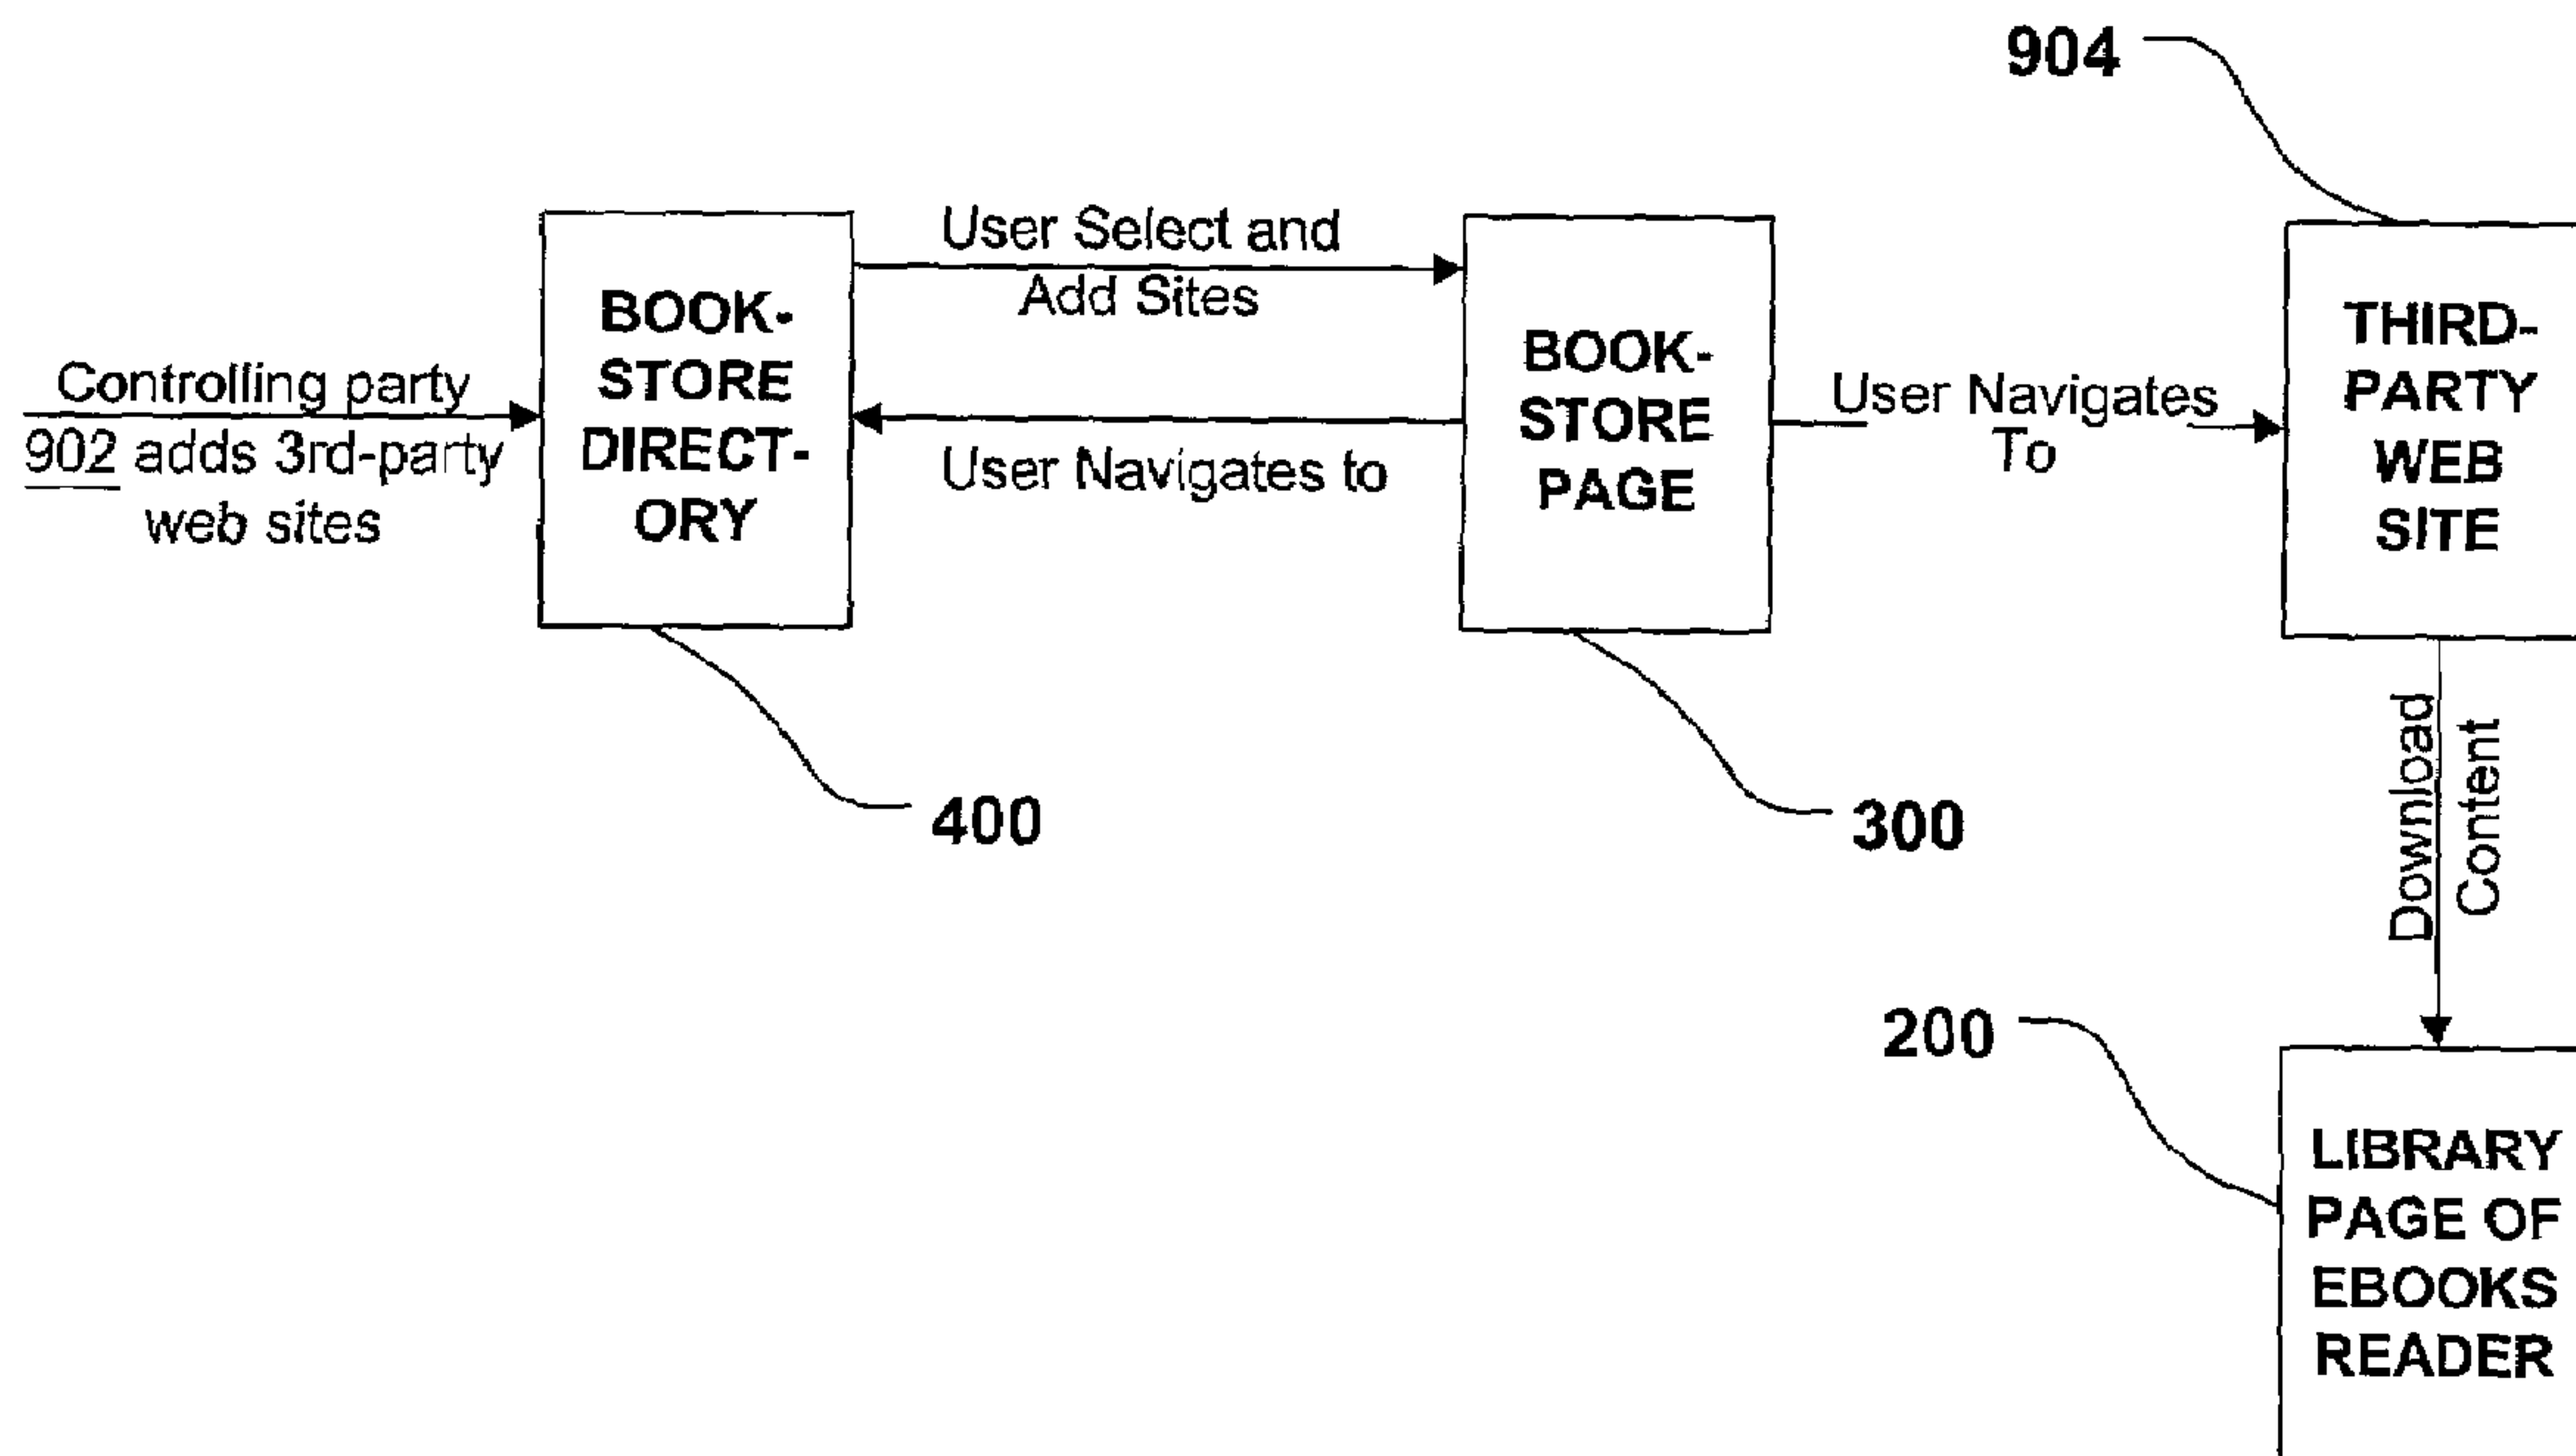 904
User Select and
Add Sites
BOOK-
STORE
DIRECT-
ORY
Controlling party
902 adds 3rd-party
web sites
User Navigates to
BOOK-
STORE
PAGE
User Navigates
To
THIRD-
PARTY
WEB
SITE
400
300
Download
Content
200
LIBRARY
PAGE OF
EBOOKS
READER